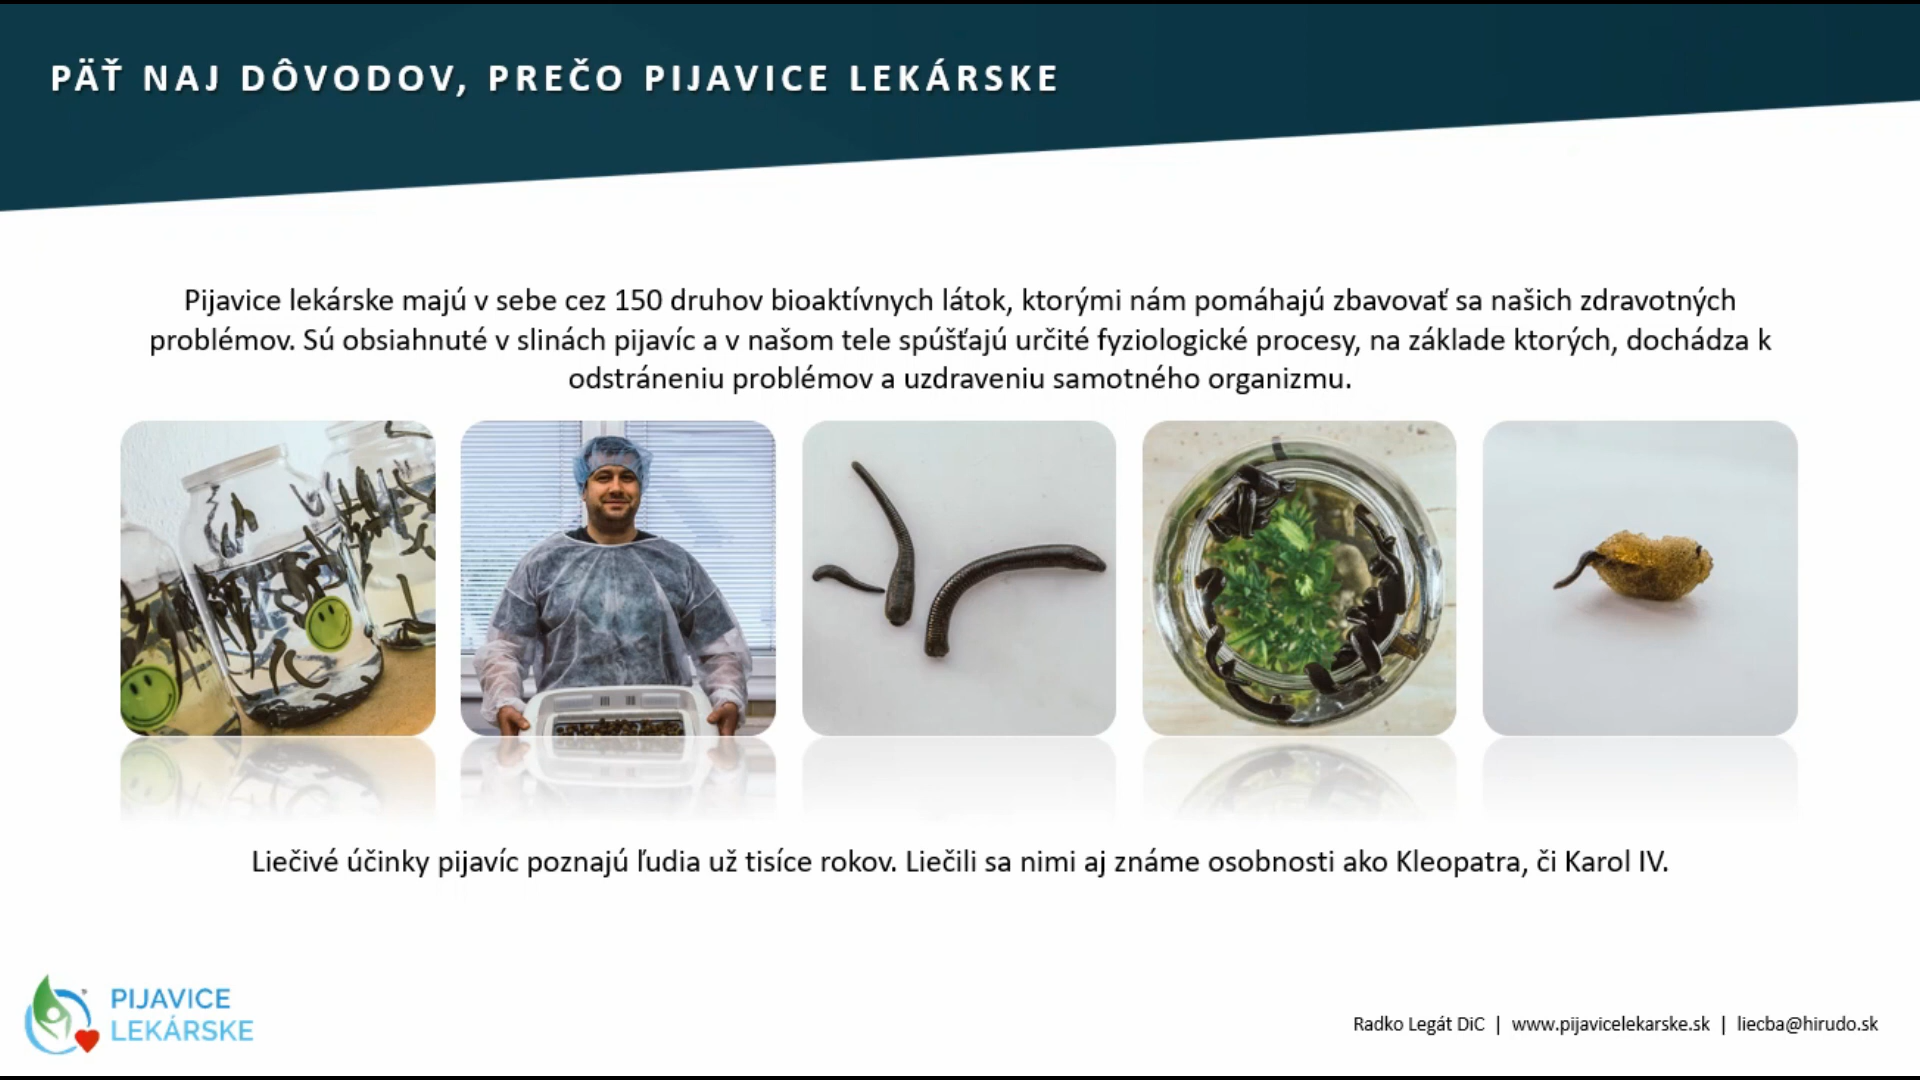 PÄŤ NAJ DÔVODOV, PREČO PIJAVICE LEKÁRSKE
Pijavice lekárske majú v sebe cez 150 druhov bioaktívnych látok, ktorými nám pomáhajú zbavovať sa našich zdravotných
problémov. Sú obsiahnuté v slinách pijavíc a v našom tele spúšťajú určité fyziologické procesy, na základe ktorých, dochádza k
odstráneniu problémov a uzdraveniu samotného organizmu.
Liečivé účinky pijavíc poznajú ľudia už tisíce rokov. Liečili sa nimi aj známe osobnosti ako Kleopatra, či Karol IV.
PIJAVICE
LEKÁRSKE
Radko Legát DiC | www.pijavicelekarske.sk | liecba@hirudo.sk